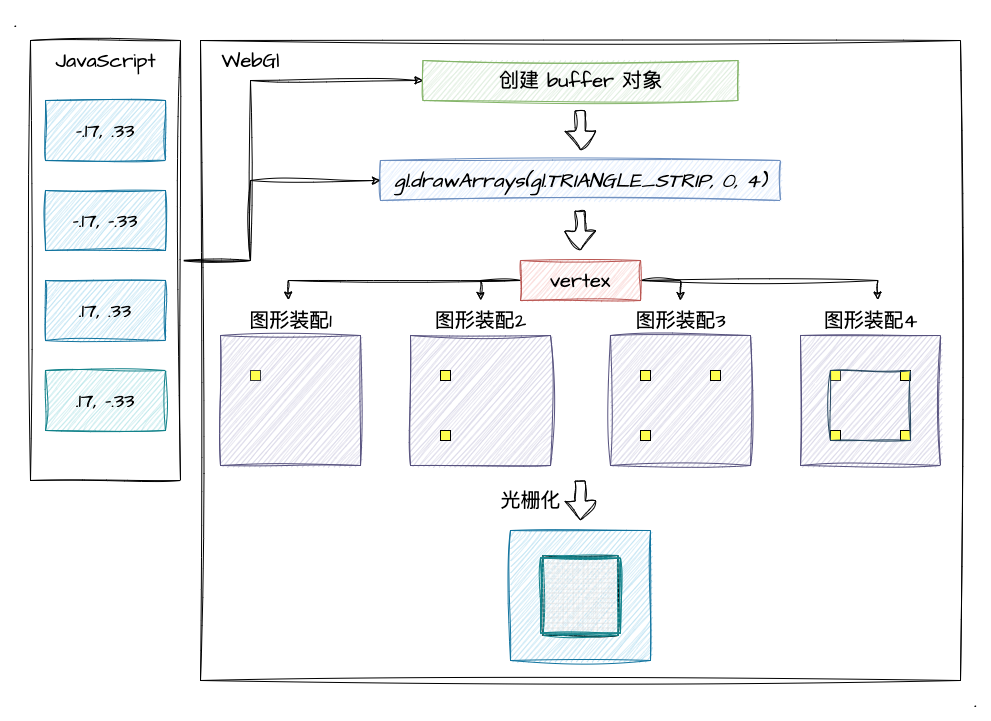 JavaScript
-.17, .33
-.17, -.33
.17, .33
.17, -.33
WebGl
创建 buffer 对象
gl.drawArrays(gl.TRIANGLE_STRIP, 0, 4)
vertex
图形装配1
图形装配2
图形装配3
图形装配4
光栅化